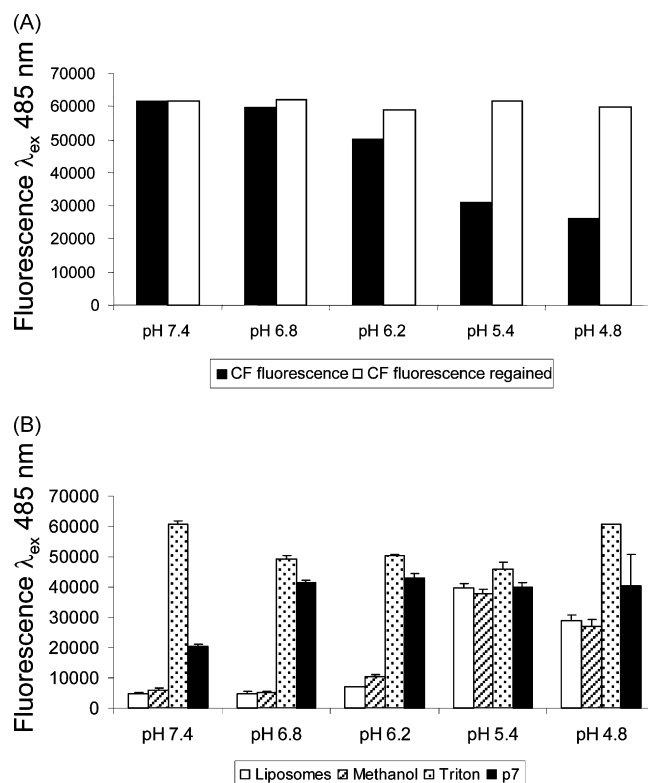 (A)
Fluorescence λex 485 nm
70000
60000
50000
40000
30000
20000
10000
0
pH 7.4 pH 6.8 pH 6.2 pH 5.4 pH 4.8
CF fluorescence CF fluorescence regained
(B)
Fluorescence λex 485 nm
70000
60000
50000
40000
30000
20000
10000
0
pH 7.4 pH 6.8 pH 6.2 pH 5.4 pH 4.8
Liposomes Methanol Triton p7